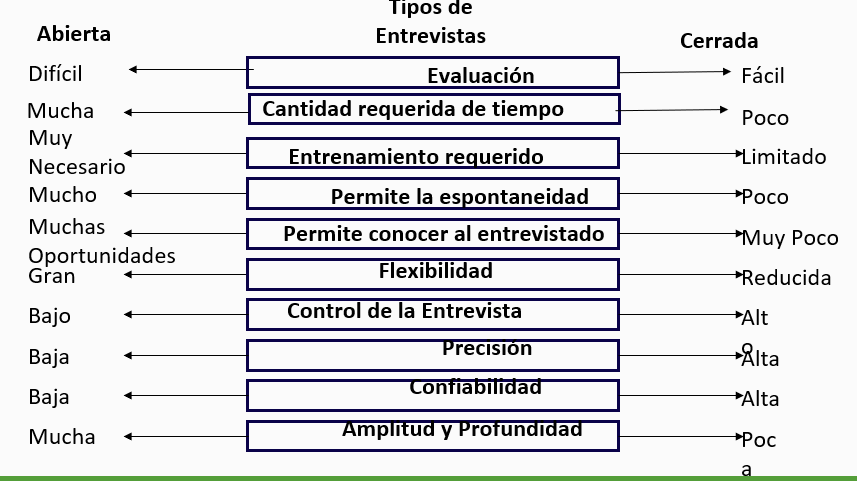 Tipos de
Entrevistas
Abierta
Cerrada
Difícil
Evaluación
Fácil
Mucha
Cantidad requerida de tiempo
Poco
Muy
Necesario
Entrenamiento requerido
Limitado
Mucho
Permite la espontaneidad
Poco
Muchas
Oportunidades
Permite conocer al entrevistado
Muy Poco
Gran
Flexibilidad
Reducida
Bajo
Control de la Entrevista
Alt
o
Baja
Precisión
Alta
Baja
Confiabilidad
Alta
Mucha
Amplitud y Profundidad
Poc
a